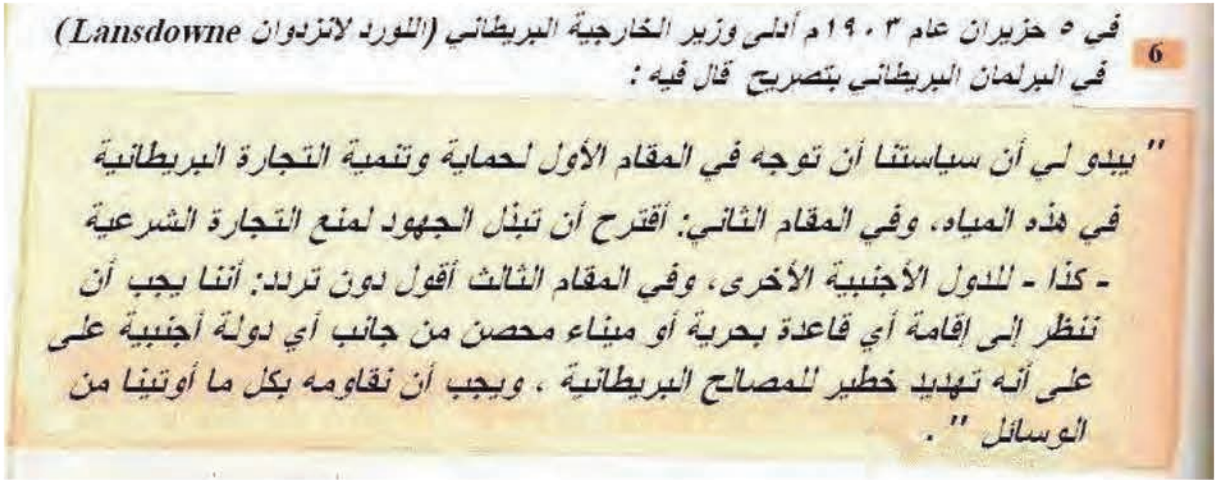 في ٥ حزيران عام ١٩٠٣م أدلى وزير الخارجية البريطاني (اللورد لانزدوان Lansdowne)
6
في البرلمان البريطاني بتصريح قال فيه :
" يبدو لي أن سياستنا أن توجه في المقام الأول لحماية وتنمية التجارة البريطانية
في هذه المياه، وفي المقام الثاني: أقترح أن تبذل الجهود لمنع التجارة الشرعية
- كذا - للدول الأجنبية الأخرى، وفي المقام الثالث أقول دون تردد: أننا يجب أن
ننظر إلى إقامة أي قاعدة بحرية أو ميناء محصن من جانب أي دولة أجنبية على
على أنه تهديد خطير للمصالح البريطانية ، ويجب أن نقاومه بكل ما أوتينا من
الوسائل " .